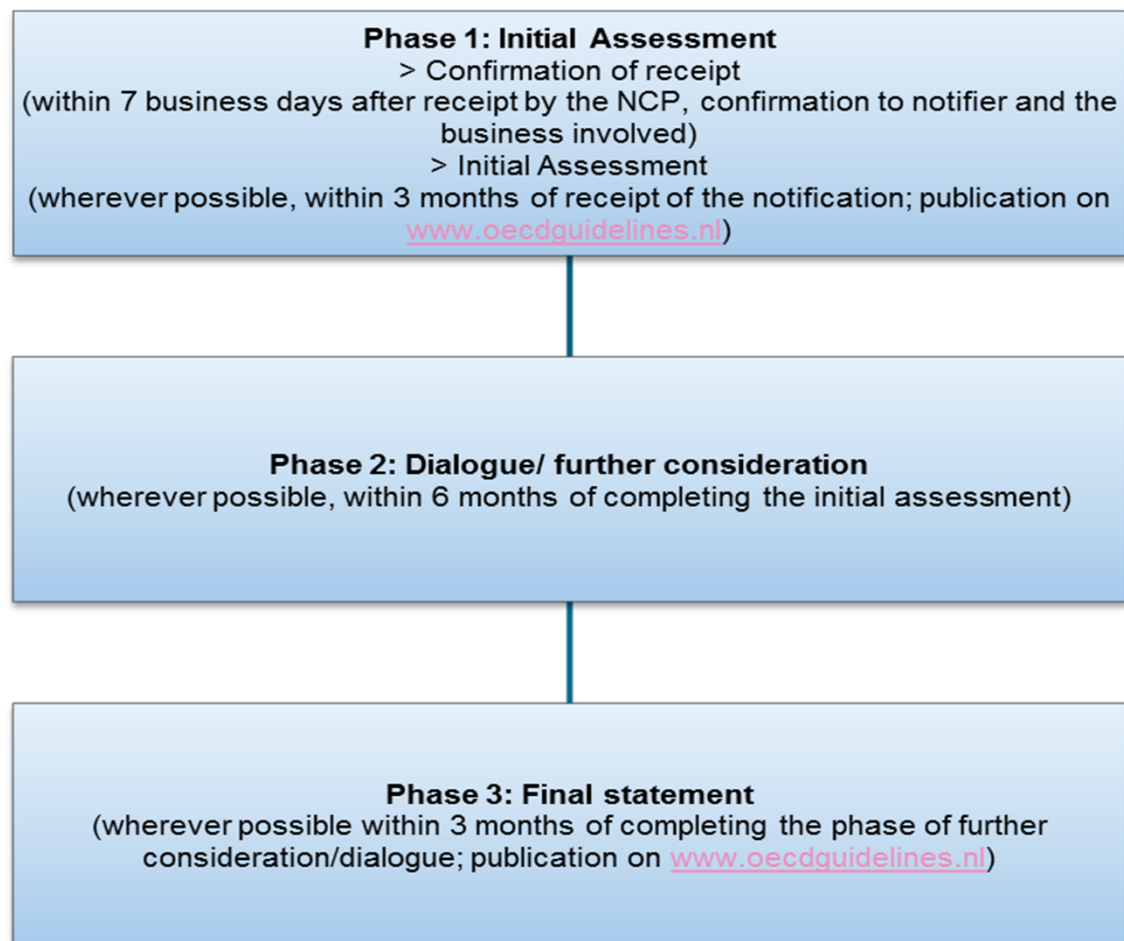 Phase 1: Initial Assessment
> Confirmation of receipt
(within 7 business days after receipt by the NCP, confirmation to notifier and the
business involved)
> Initial Assessment
(wherever possible, within 3 months of receipt of the notification; publication on
www.oecdguidelines.nl)
Phase 2: Dialogue/ further consideration
(wherever possible, within 6 months of completing the initial assessment)
Phase 3: Final statement
(wherever possible within 3 months of completing the phase of further
consideration/dialogue; publication on www.oecdguidelines.nl)